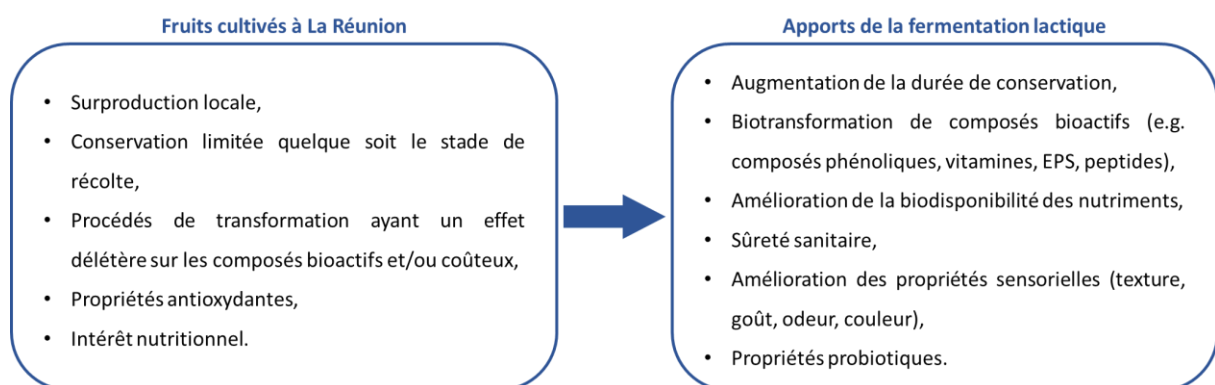 Fruits cultivés à La Réunion
• Surproduction locale,
• Conservation limitée quelque soit le stade de
récolte,
• Procédés de transformation ayant un effet
délétère sur les composés bioactifs et/ou coûteux,
• Propriétés antioxydantes,
• Intérêt nutritionnel.
Apports de la fermentation lactique
• Augmentation de la durée de conservation,
• Biotransformation de composés bioactifs (e.g.
composés phénoliques, vitamines, EPS, peptides),
• Amélioration de la biodisponibilité des nutriments,
• Sûreté sanitaire,
• Amélioration des propriétés sensorielles (texture,
goût, odeur, couleur),
• Propriétés probiotiques.